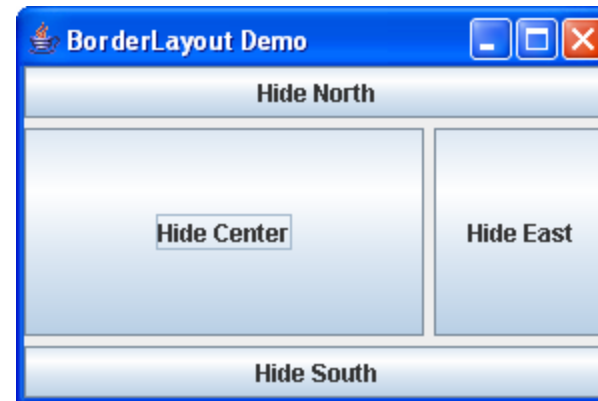 BorderLayout Demo
Hide North
Hide Center
Hide East
Hide South